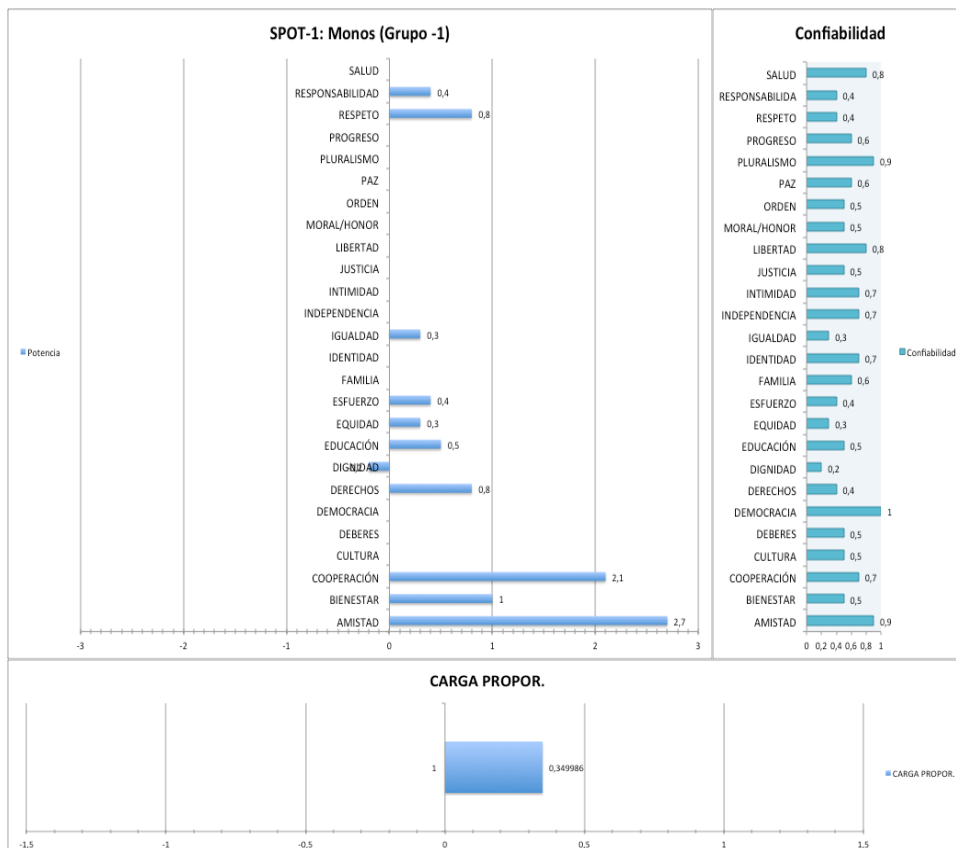 SPOT-1: Monos (Grupo -1)
SALUD
RESPONSABILIDAD 0,4
RESPETO 0,8
PROGRESO
PLURALISMO
PAZ
ORDEN
MORAL/HONOR
LIBERTAD
JUSTICIA
INTIMIDAD
INDEPENDENCIA
IGUALDAD 0,3
IDENTIDAD
FAMILIA
ESFUERZO 0,4
EQUIDAD 0,3
EDUCACIÓN 0,5
DIGNIDAD
DERECHOS 0,8
DEMOCRACIA
DEBERES
CULTURA
COOPERACIÓN 2,1
BIENESTAR 1
AMISTAD 2,7
-3 -2 -1 0 1 2 3
Potencia
Confiabilidad
SALUD 0,8
RESPONSABILIDA 0,4
RESPETO 0,4
PROGRESO 0,6
PLURALISMO 0,9
PAZ 0,6
ORDEN 0,5
MORAL/HONOR 0,5
LIBERTAD 0,8
JUSTICIA 0,5
INTIMIDAD 0,7
INDEPENDENCIA 0,7
IGUALDAD 0,3
IDENTIDAD 0,7
FAMILIA 0,6
ESFUERZO 0,4
EQUIDAD 0,3
EDUCACIÓN 0,5
DIGNIDAD 0,2
DERECHOS 0,4
DEMOCRACIA 1
DEBERES 0,5
CULTURA 0,5
COOPERACIÓN 0,7
BIENESTAR 0,5
AMISTAD 0,9
0 0,2 0,4 0,6 0,8 1
Confiabilidad
CARGA PROPOR.
1 0,349986
CARGA PROPOR.
-1,5 -1 -0,5 0 0,5 1 1,5